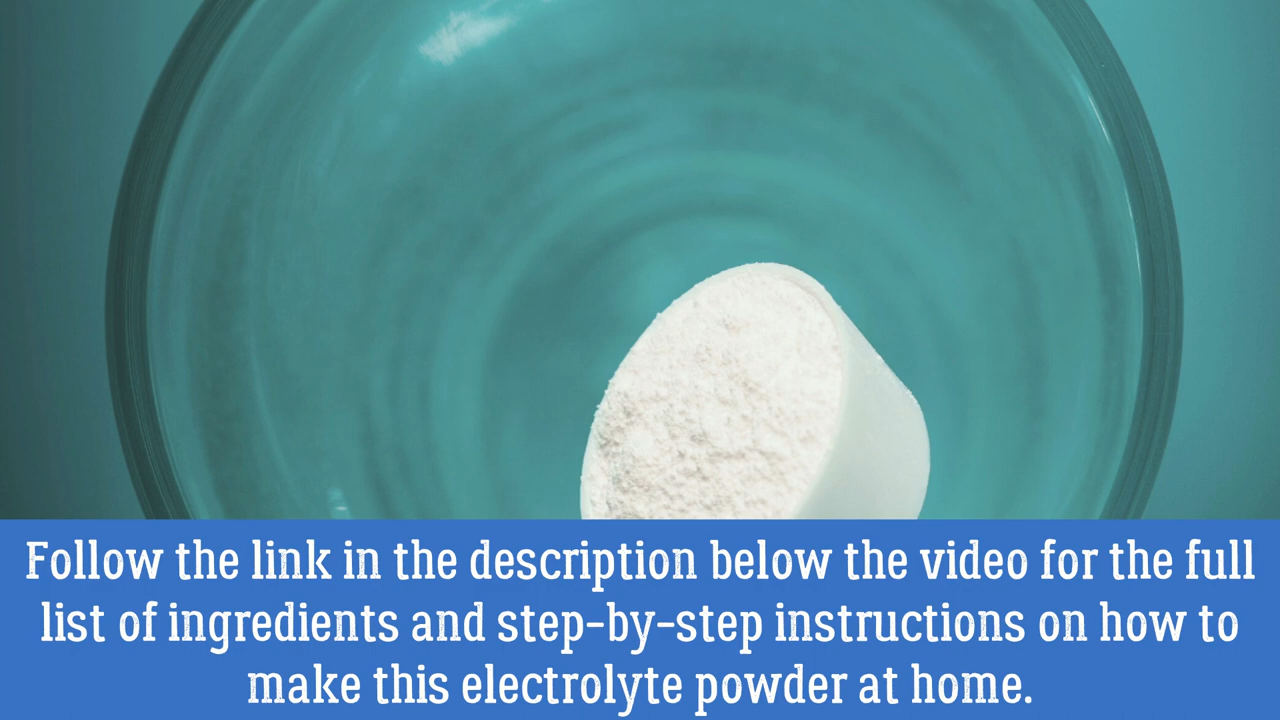 Follow the link in the description below the video for the full
list of ingredients and step-by-step instructions on how to
make this electrolyte powder at home.